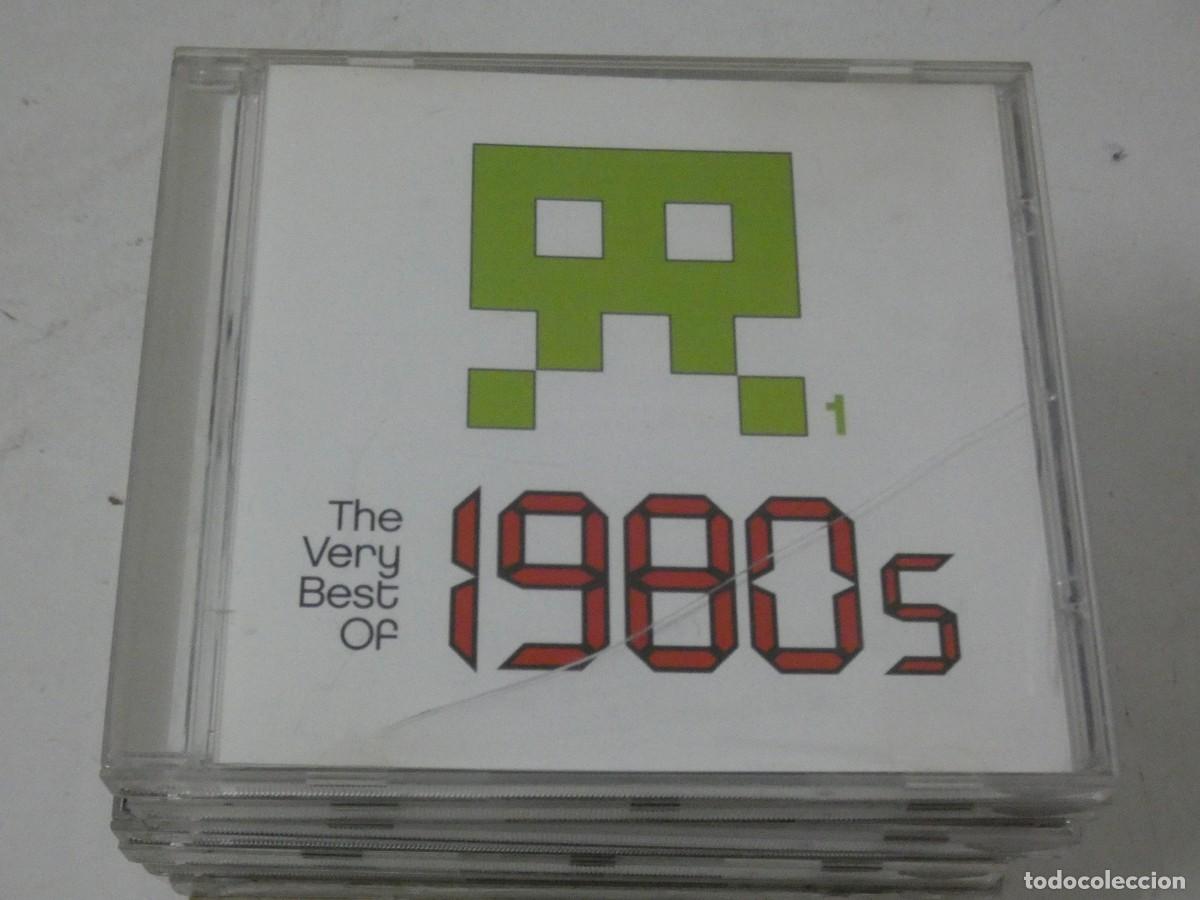 1
The
Very
Best
Of
1980s
todocoleccion